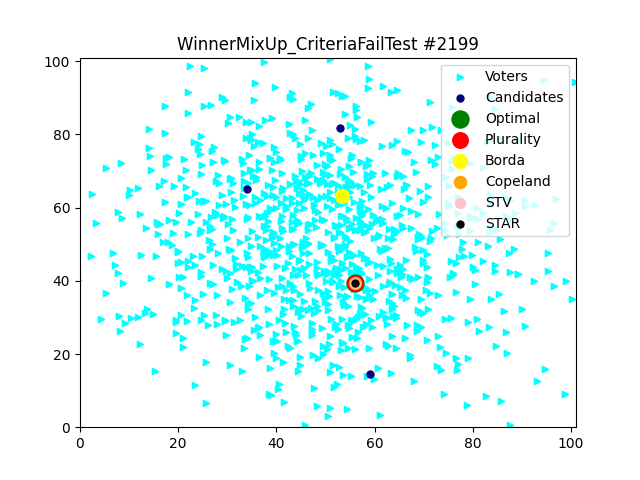 WinnerMixUp_CriteriaFailTest #2199
100
80
60
40
20
0
0
20
40
60
80
100
Voters
Candidates
Optimal
Plurality
Borda
Copeland
STV
STAR